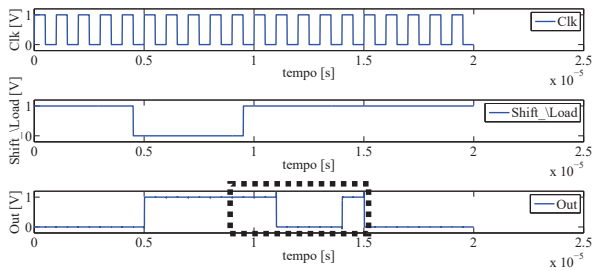 Clk [V]
1
0
0 0.5 1 1.5 2 2.5
tempo [s]
x 10⁻⁵
Clk
Shift_\Load [V]
1
0
0 0.5 1 1.5 2 2.5
tempo [s]
x 10⁻⁵
Shift_\Load
Out [V]
1
0
0 0.5 1 1.5 2 2.5
tempo [s]
x 10⁻⁵
Out